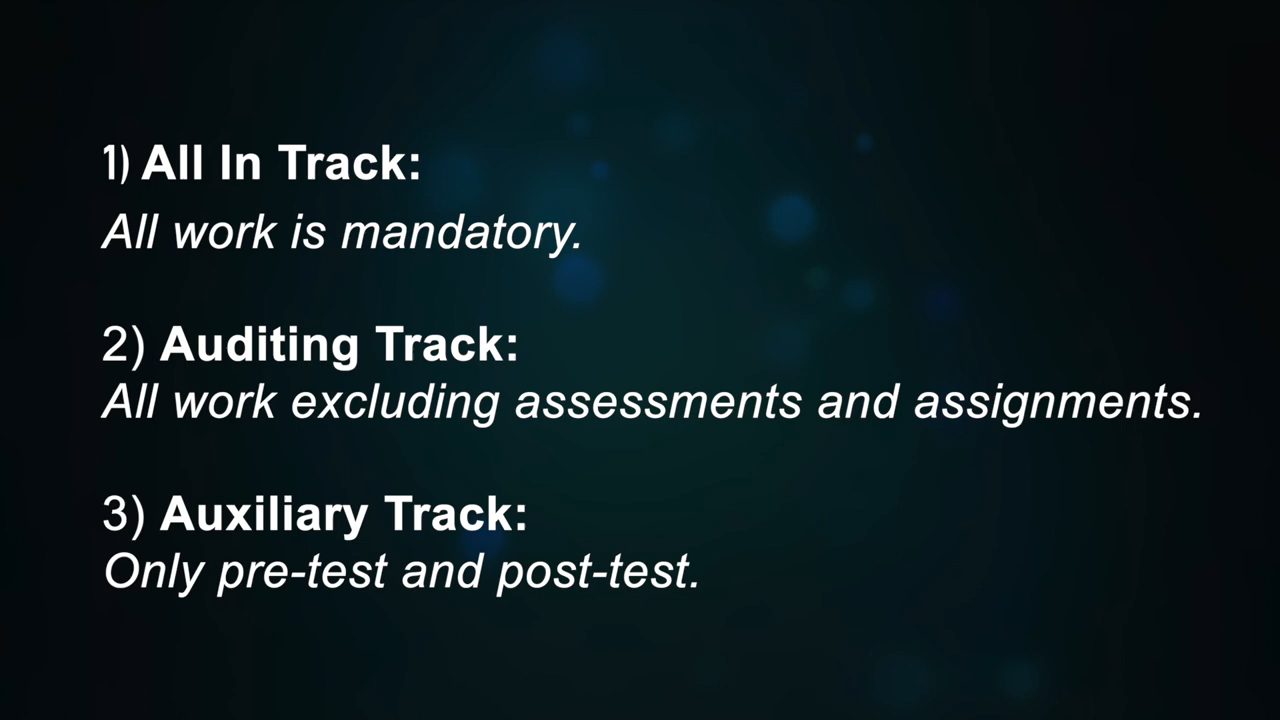 1) All In Track:
All work is mandatory.
2) Auditing Track:
All work excluding assessments and assignments.
3) Auxiliary Track:
Only pre-test and post-test.